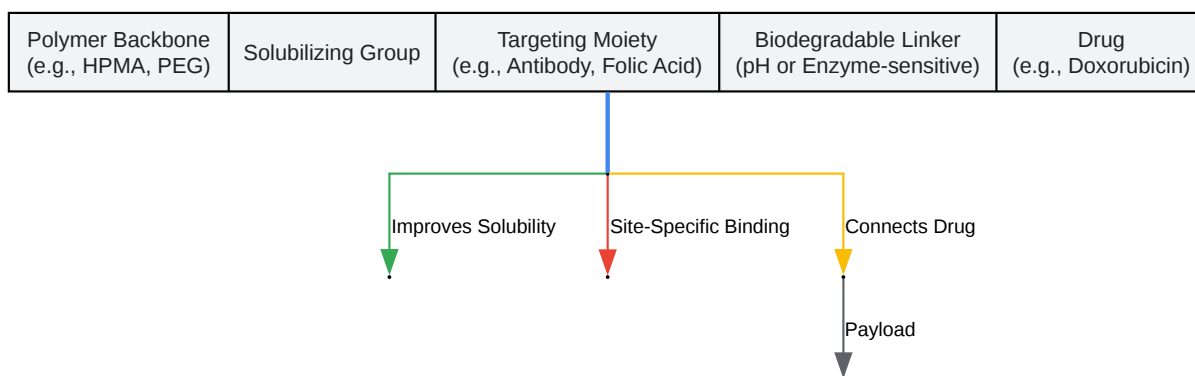 Polymer Backbone
(e.g., HPMA, PEG)
Solubilizing Group
Targeting Moiety
(e.g., Antibody, Folic Acid)
Biodegradable Linker
(pH or Enzyme-sensitive)
Drug
(e.g., Doxorubicin)
Improves Solubility
Site-Specific Binding
Connects Drug
Payload